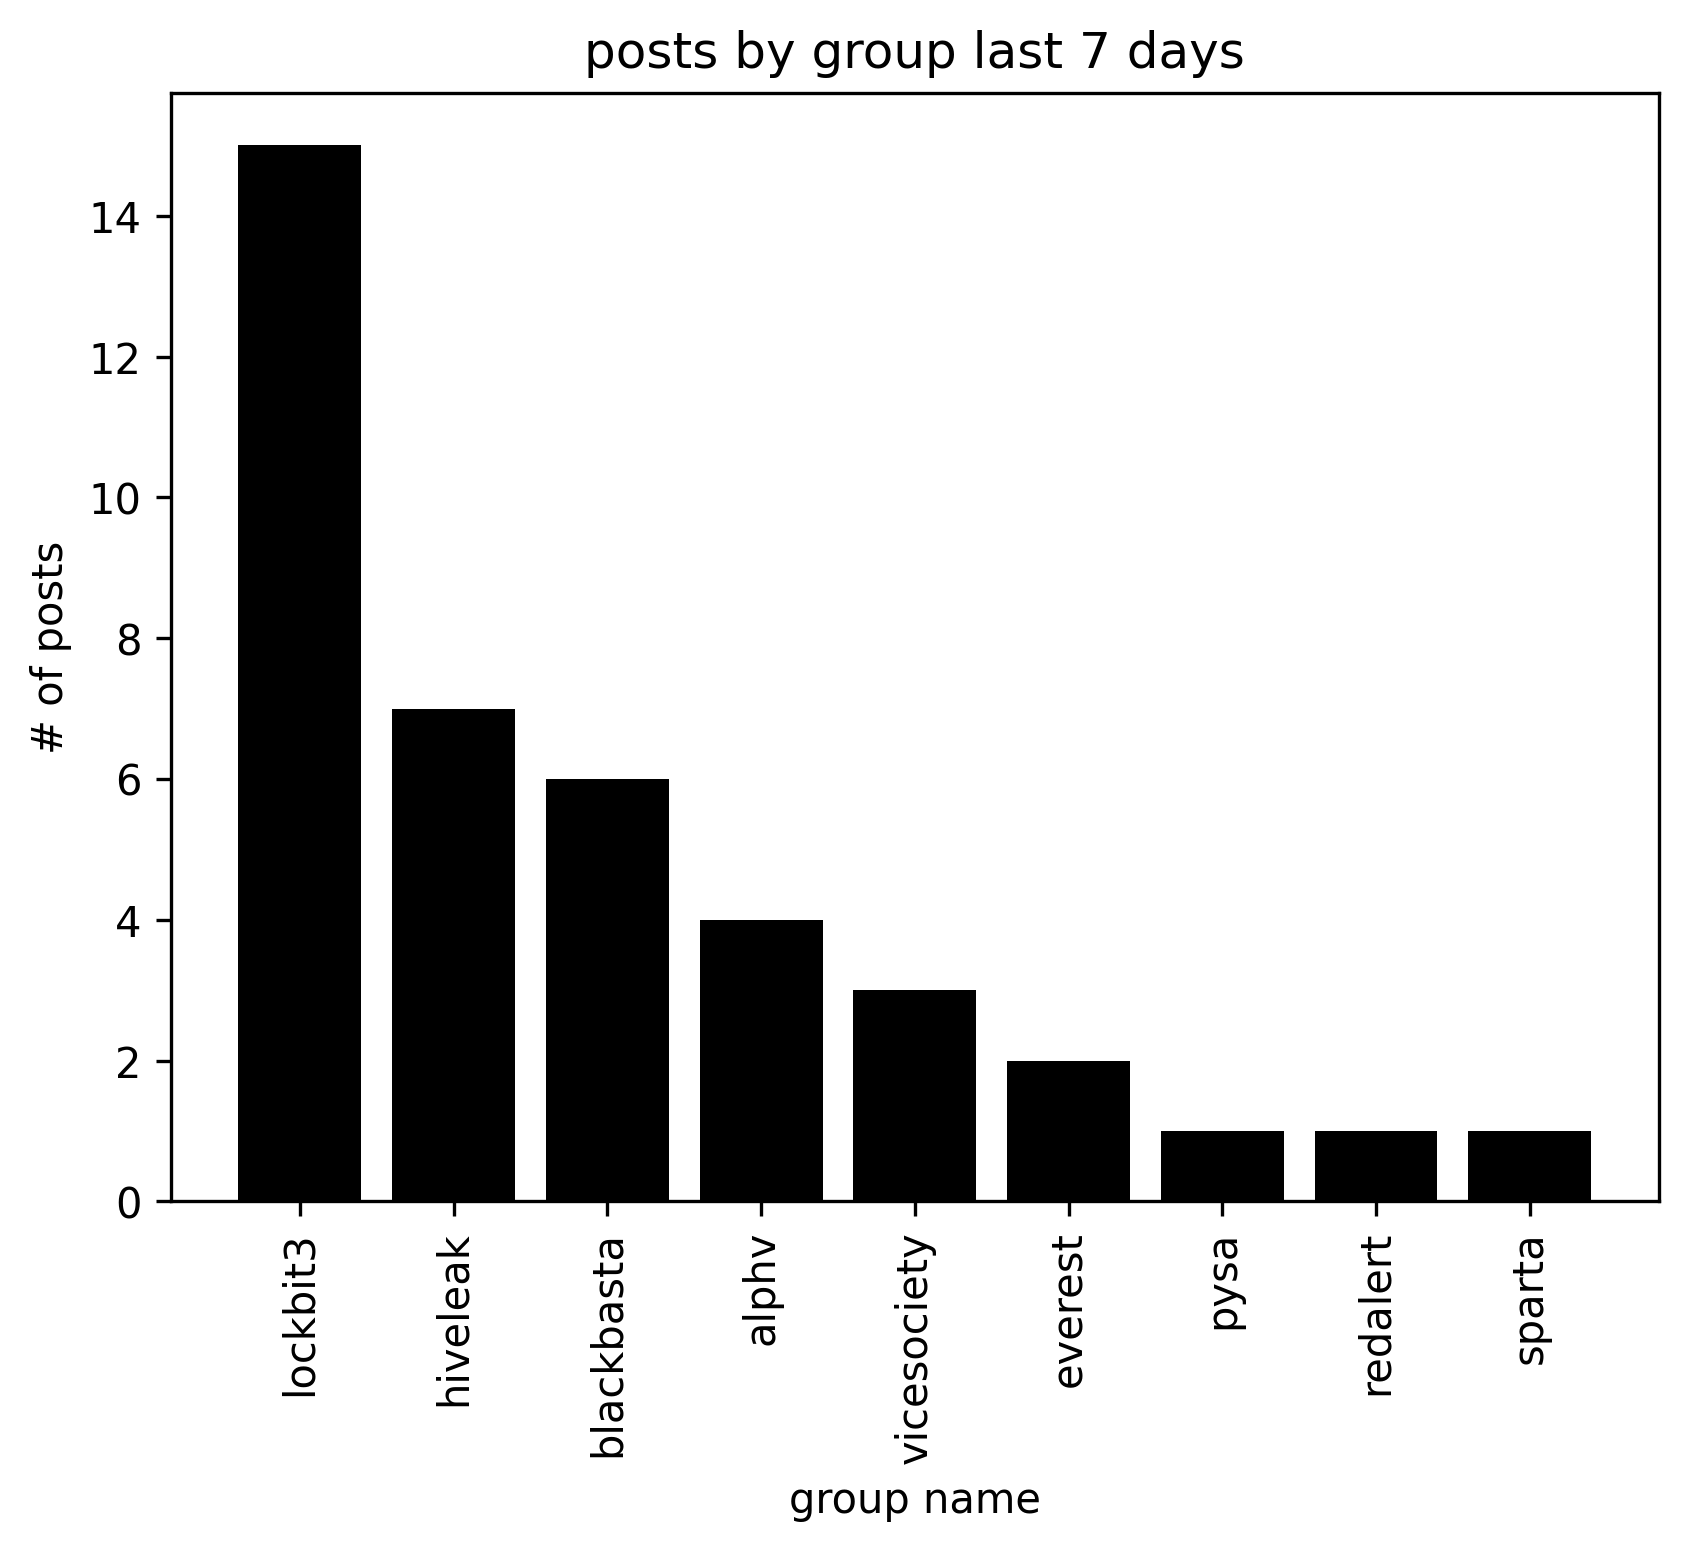 posts by group last 7 days
# of posts
14
12
10
8
6
4
2
0
lockbit3
hiveleak
blackbasta
alphv
vicesociety
everest
pysa
redalert
sparta
group name